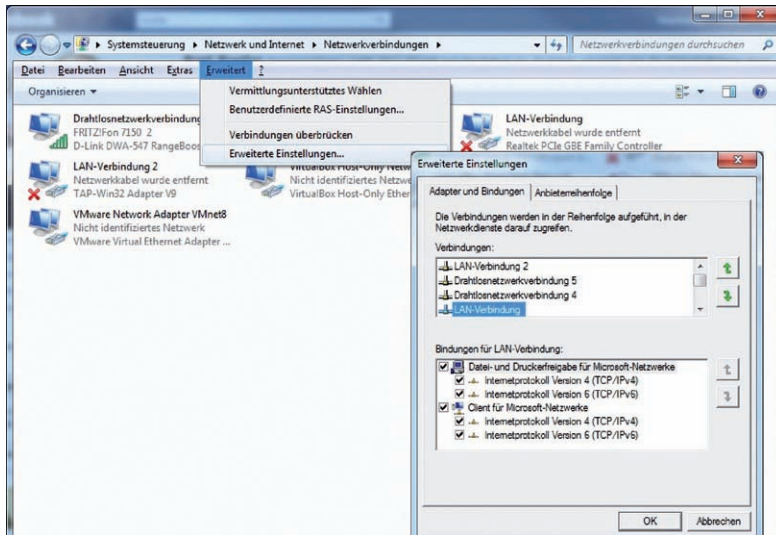 Systemsteuerung ▸ Netzwerk und Internet ▸ Netzwerkverbindungen ▸
Netzwerkverbindungen durchsuchen
Datei Bearbeiten Ansicht Extras Erweitert ?
Organisieren
Vermittlungsunterstütztes Wählen
Benutzerdefinierte RAS-Einstellungen...
Verbindungen überbrücken
Erweiterte Einstellungen...
Drahtlosnetzwerkverbindung
FRITZ!Fon 7150 2
D-Link DWA-547 RangeBoos
LAN-Verbindung
Netzwerkkabel wurde entfernt
Realtek PCIe GBE Family Controller
LAN-Verbindung 2
Netzwerkkabel wurde entfernt
TAP-Win32 Adapter V9
VirtualBox Host-Only Netw
Nicht identifiziertes Netzwe
VirtualBox Host-Only Ether
VMware Network Adapter VMnet8
Nicht identifiziertes Netzwerk
VMware Virtual Ethernet Adapter ...
Erweiterte Einstellungen
Adapter und Bindungen
Anbieterreihenfolge
Die Verbindungen werden in der Reihenfolge aufgeführt, in der
Netzwerkdienste darauf zugreifen.
Verbindungen:
LAN-Verbindung 2
Drahtlosnetzwerkverbindung 5
Drahtlosnetzwerkverbindung 4
LAN-Verbindung
Bindungen für LAN-Verbindung:
Datei- und Druckerfreigabe für Microsoft-Netzwerke
Internetprotokoll Version 4 (TCP/IPv4)
Internetprotokoll Version 6 (TCP/IPv6)
Client für Microsoft-Netzwerke
Internetprotokoll Version 4 (TCP/IPv4)
Internetprotokoll Version 6 (TCP/IPv6)
OK
Abbrechen